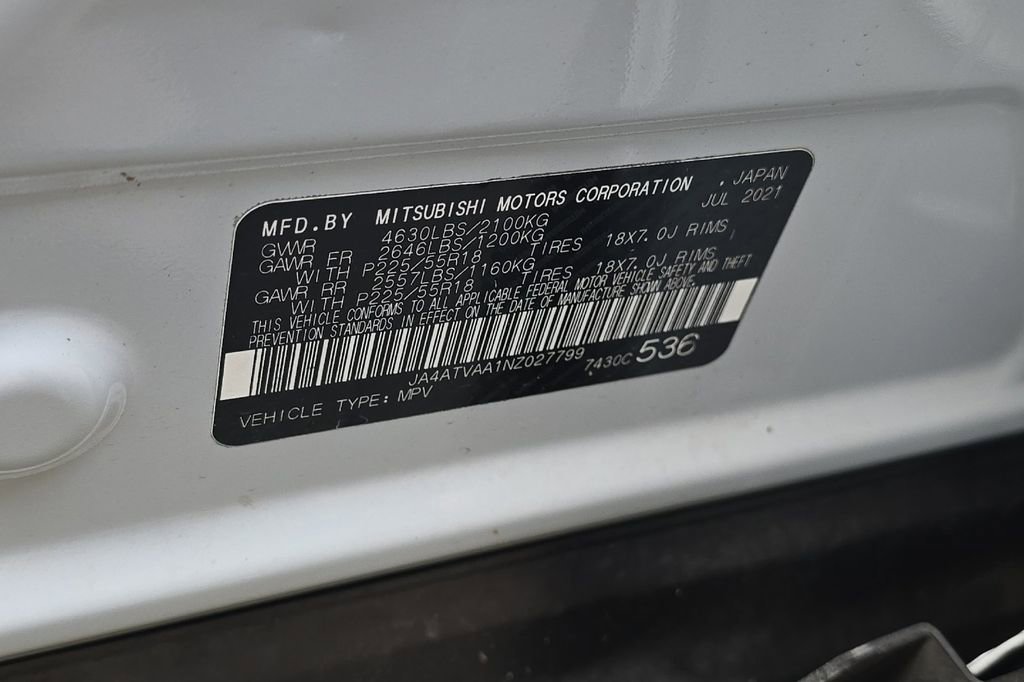 MFD.BY MITSUBISHI MOTORS CORPORATION , JAPAN
JUL 2021
GVWR 4630LBS/2100KG
GAWR FR 2646LBS/1200KG
WITH P225/55R18 TIRES 18X7.0J RIMS,
GAWR RR 2557LBS/1160KG
WITH P225/55R18 TIRES 18X7.0J RIMS
THIS VEHICLE CONFORMS TO ALL APPLICABLE FEDERAL MOTOR VEHICLE SAFETY AND THEFT
PREVENTION STANDARDS IN EFFECT ON THE DATE OF MANUFACTURE SHOWN ABOVE.
JA4ATVAA1NZ027799 7430C 536
VEHICLE TYPE: MPV